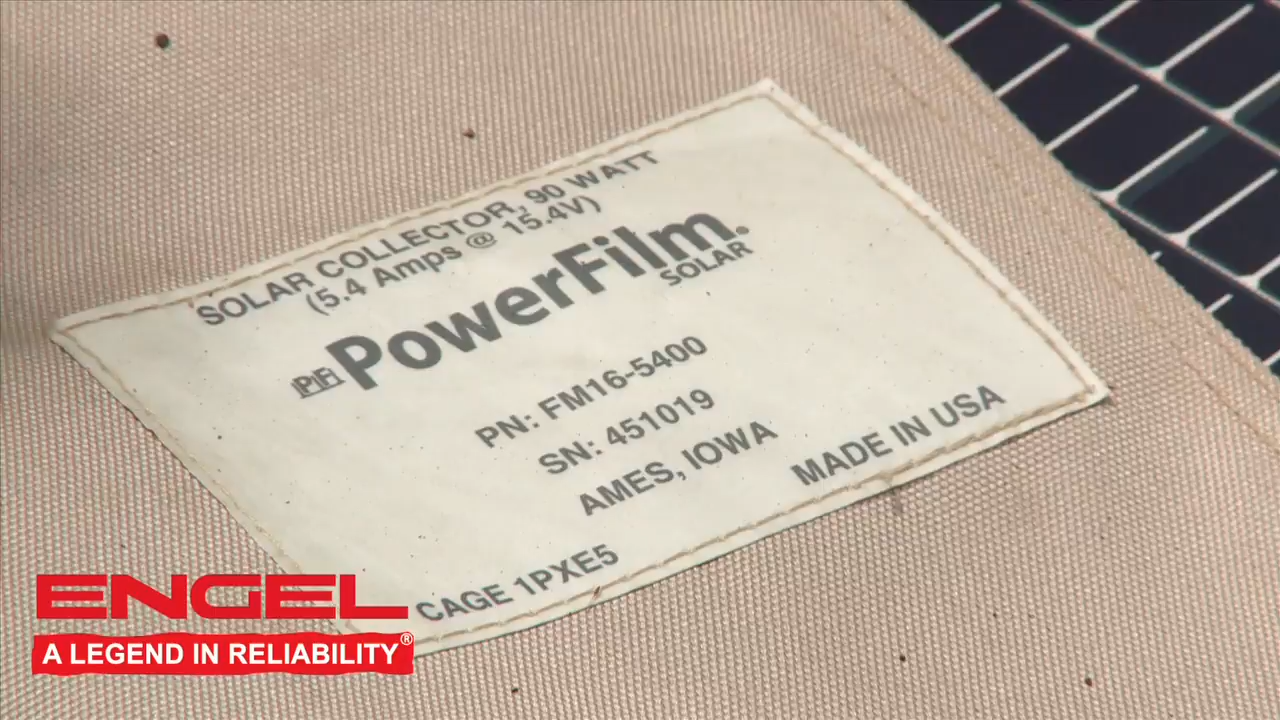 SOLAR COLLECTOR, 90 WATT
(5.4 Amps @ 15.4V)
PFi PowerFilm.
SOLAR
PN: FM16-5400
SN: 451019
AMES, IOWA
MADE IN USA
CAGE 1PXE5
ENGEL
A LEGEND IN RELIABILITY®